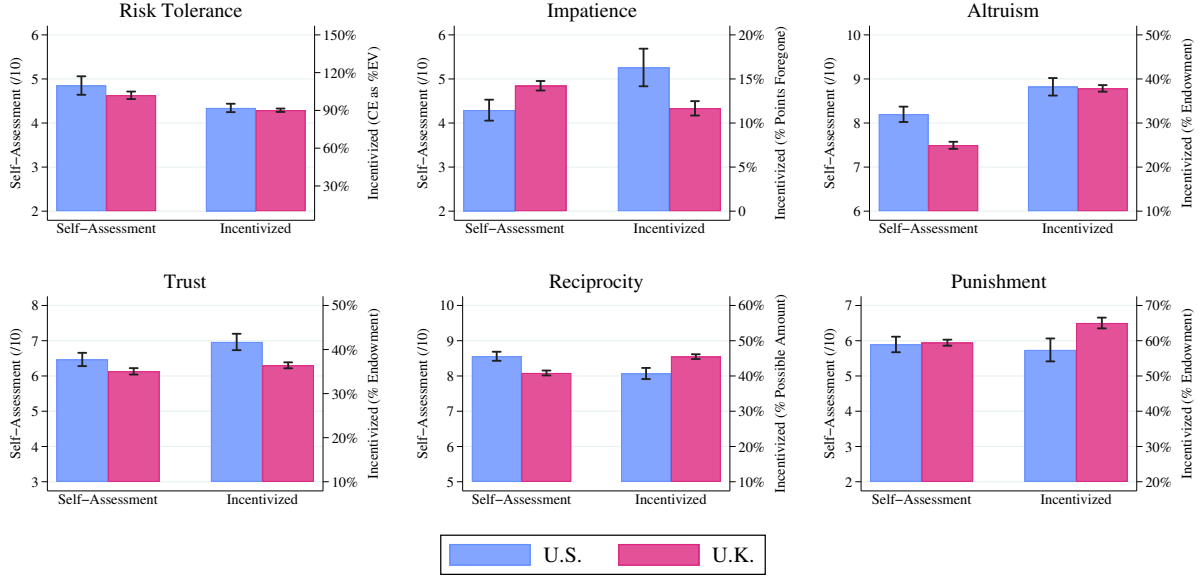 Risk Tolerance
Self−Assessment (/10)
6
5
4
3
2
150%
120%
90%
60%
30%
Incentivized (CE as %EV)
Self−Assessment
Incentivized
Impatience
Self−Assessment (/10)
6
5
4
3
2
20%
15%
10%
5%
0
Incentivized (% Points Foregone)
Self−Assessment
Incentivized
Altruism
Self−Assessment (/10)
10
9
8
7
6
50%
40%
30%
20%
10%
Incentivized (% Endowment)
Self−Assessment
Incentivized
Trust
Self−Assessment (/10)
8
7
6
5
4
3
50%
40%
30%
20%
10%
Incentivized (% Endowment)
Self−Assessment
Incentivized
Reciprocity
Self−Assessment (/10)
10
9
8
7
6
5
60%
50%
40%
30%
20%
10%
Incentivized (% Possible Amount)
Self−Assessment
Incentivized
Punishment
Self−Assessment (/10)
7
6
5
4
3
2
70%
60%
50%
40%
30%
20%
Incentivized (% Endowment)
Self−Assessment
Incentivized
U.S.
U.K.